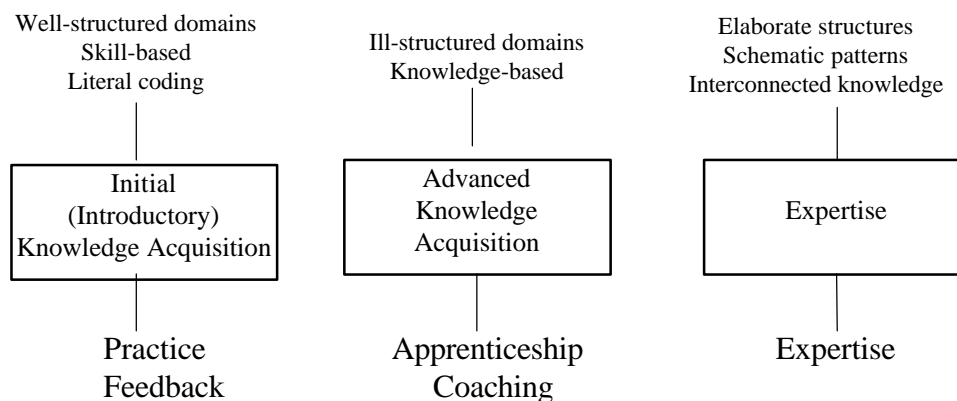 Well-structured domains
Skill-based
Literal coding
Ill-structured domains
Knowledge-based
Elaborate structures
Schematic patterns
Interconnected knowledge
Initial
(Introductory)
Knowledge Acquisition
Advanced
Knowledge
Acquisition
Expertise
Practice
Feedback
Apprenticeship
Coaching
Expertise